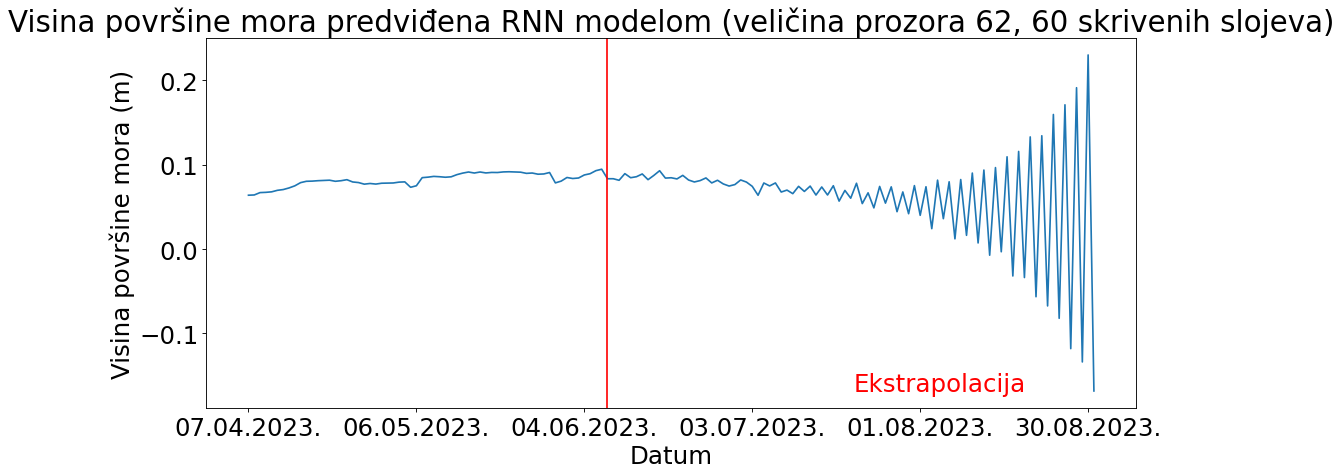 Visina površine mora predviđena RNN modelom (veličina prozora 62, 60 skrivenih slojeva)
Visina površine mora (m)
0.2
0.1
0.0
−0.1
Ekstrapolacija
07.04.2023. 06.05.2023. 04.06.2023. 03.07.2023. 01.08.2023. 30.08.2023.
Datum